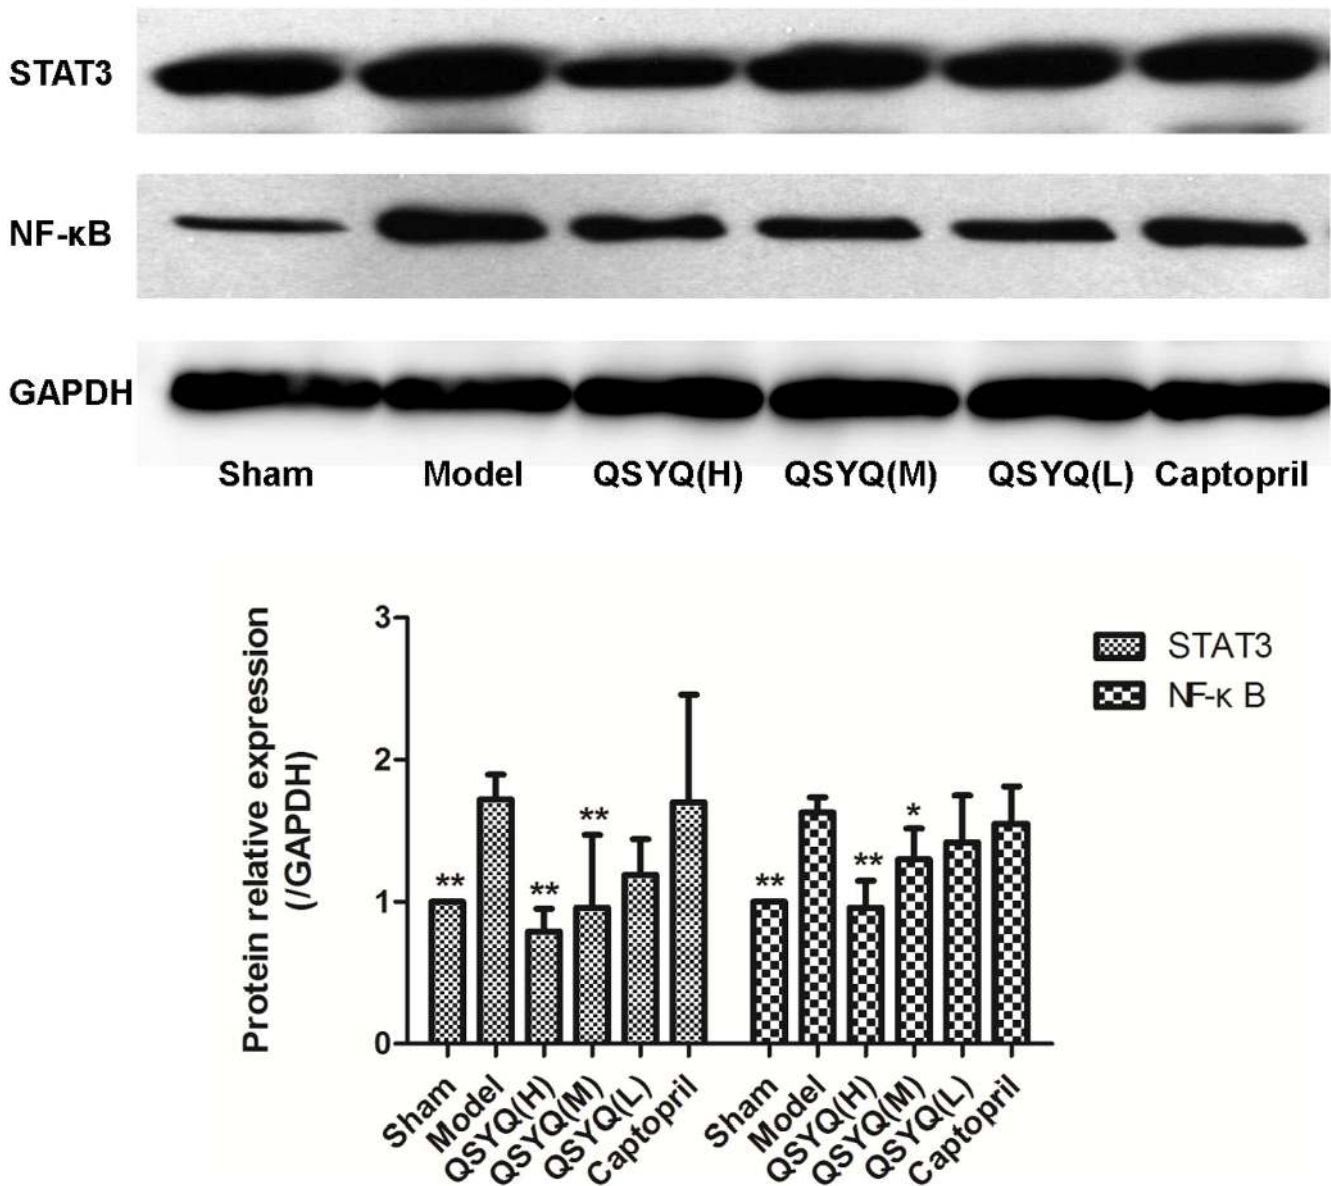 STAT3
NF-κB
GAPDH
Sham Model QSYQ(H) QSYQ(M) QSYQ(L) Captopril
Protein relative expression
(/GAPDH)
3
2
1
0
** ** ** ** ** *
STAT3
NF-κ B
Sham Model QSYQ(H) QSYQ(M) QSYQ(L) Captopril Sham Model QSYQ(H) QSYQ(M) QSYQ(L) Captopril